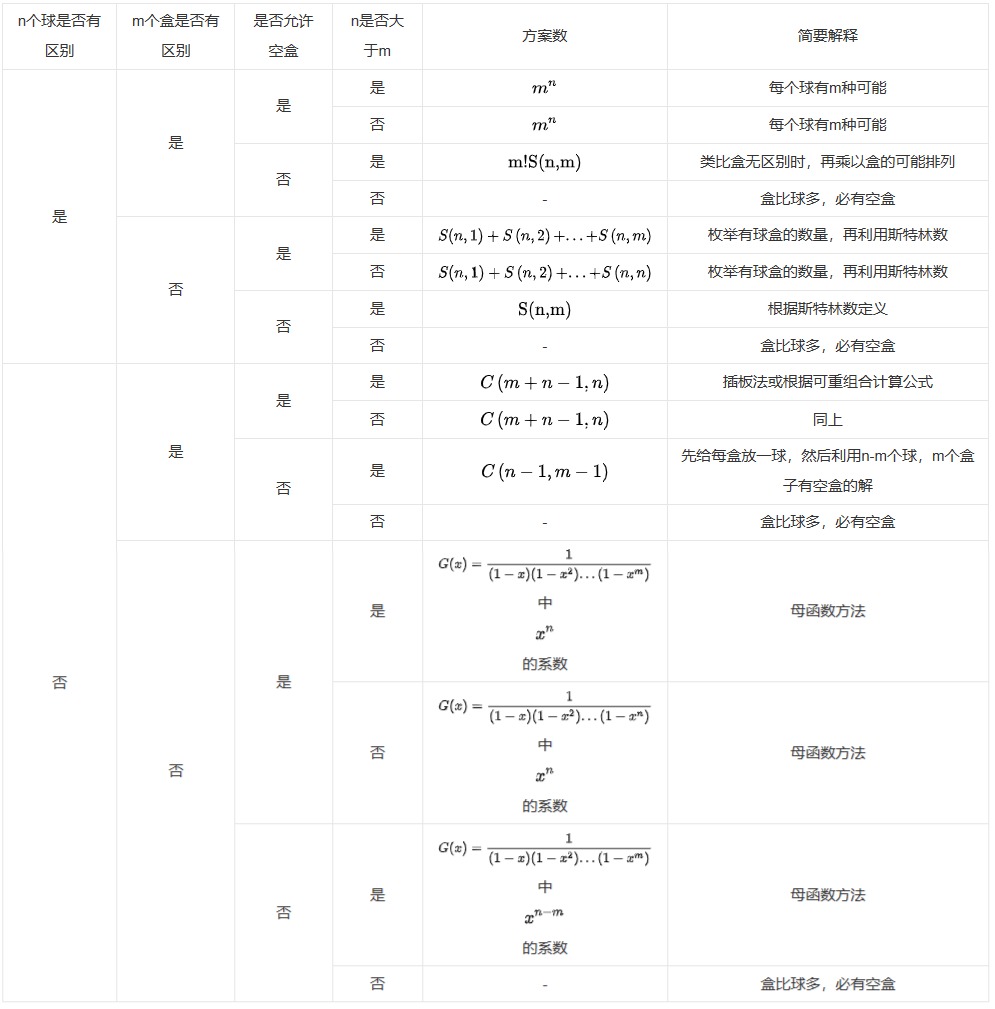 n个球是否有区别 m个盒是否有区别 是否允许空盒 n是否大于m 方案数 简要解释
是 是 是 是 mⁿ 每个球有m种可能
否 mⁿ 每个球有m种可能
否 是 m!S(n,m) 类比盒无区别时，再乘以盒的可能排列
否 - 盒比球多，必有空盒
否 是 是 S(n,1)+S(n,2)+...+S(n,m) 枚举有球盒的数量，再利用斯特林数
否 S(n,1)+S(n,2)+...+S(n,n) 枚举有球盒的数量，再利用斯特林数
否 是 S(n,m) 根据斯特林数定义
否 - 盒比球多，必有空盒
否 是 是 是 C(m+n−1,n) 插板法或根据可重组合计算公式
否 C(m+n−1,n) 同上
否 是 C(n−1,m−1) 先给每盒放一球，然后利用n-m个球，m个盒子有空盒的解
否 - 盒比球多，必有空盒
否 是 是 G(x)=1/((1−x)(1−x²)...(1−xᵐ))
中
xⁿ
的系数
母函数方法
否 G(x)=1/((1−x)(1−x²)...(1−xⁿ))
中
xⁿ
的系数
母函数方法
否 是 G(x)=1/((1−x)(1−x²)...(1−xᵐ))
中
xⁿ⁻ᵐ
的系数
母函数方法
否 - 盒比球多，必有空盒